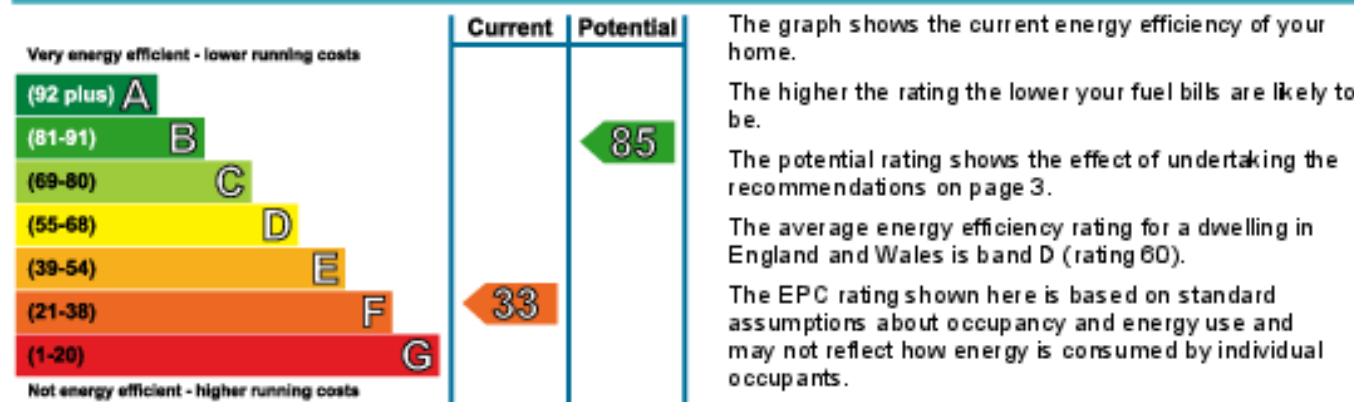 Current Potential
Very energy efficient - lower running costs
(92 plus) A
(81-91) B
85
(69-80) C
(55-68) D
(39-54) E
(21-38) F
33
(1-20) G
Not energy efficient - higher running costs
The graph shows the current energy efficiency of your
home.
The higher the rating the lower your fuel bills are likely to
be.
The potential rating shows the effect of undertaking the
recommendations on page 3.
The average energy efficiency rating for a dwelling in
England and Wales is band D (rating 60).
The EPC rating shown here is based on standard
assumptions about occupancy and energy use and
may not reflect how energy is consumed by individual
occupants.